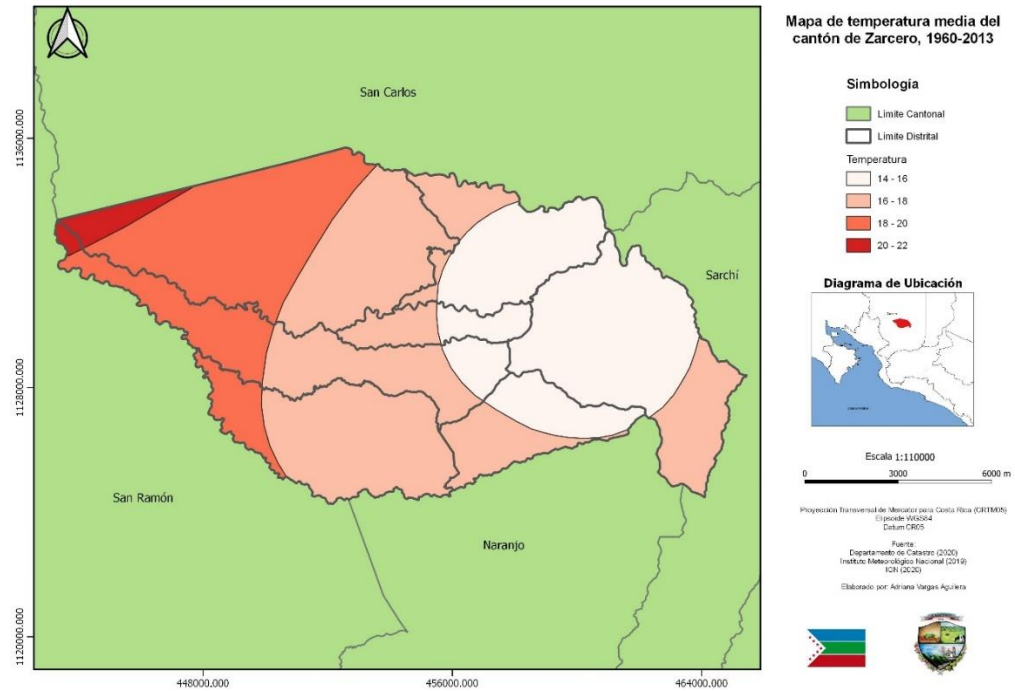 Mapa de temperatura media del
cantón de Zarcero, 1960-2013
Simbología
Limite Cantonal
Limite Distrital
Temperatura
14 - 16
16 - 18
18 - 20
20 - 22
Diagrama de Ubicación
Escala 1:110000
0 3000 6000 m
Proyección Transversal de Mercator para Costa Rica (CRTM05)
Elipsoide WGS84
Datum CR05
Fuente:
Departamento de Catastro (2020)
Instituto Meteorológico Nacional (2019)
IGN (2020)
Elaborado por: Adriana Vargas Aguilera
San Carlos
Sarchí
San Ramón
Naranjo
1136000.000
1128000.000
1120000.000
448000.000
456000.000
464000.000